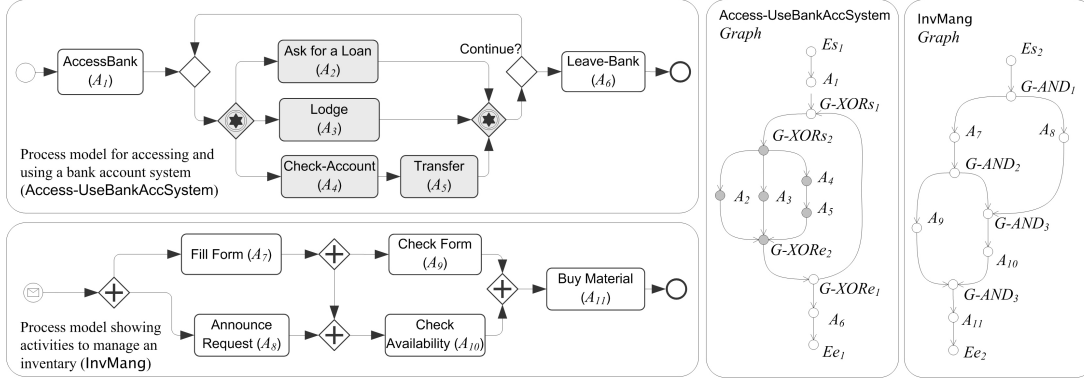 AccessBank
(A1)
Ask for a Loan
(A2)
Lodge
(A3)
Check-Account
(A4)
Transfer
(A5)
Continue?
Leave-Bank
(A6)
Process model for accessing and
using a bank account system
(Access-UseBankAccSystem)
Fill Form (A7)
Announce
Request (A8)
Check Form
(A9)
Check
Availability (A10)
Buy Material
(A11)
Process model showing
activities to manage an
inventory (InvMang)
Access-UseBankAccSystem
Graph
Es1
A1
G-XORs1
G-XORs2
A2
A3
A4
A5
G-XORe2
G-XORe1
A6
Ee1
InvMang
Graph
Es2
G-AND1
A7
A8
G-AND2
A9
G-AND3
A10
G-AND3
A11
Ee2